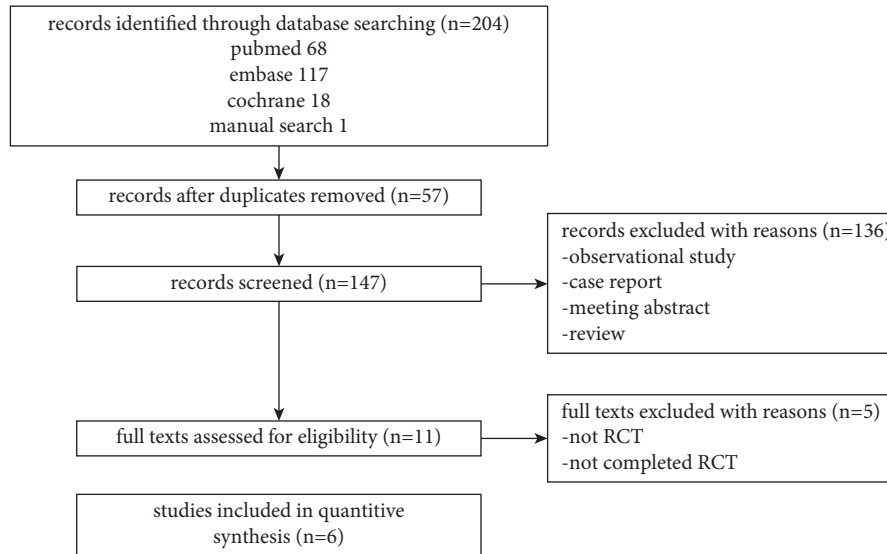 records identified through database searching (n=204)
pubmed 68
embase 117
cochrane 18
manual search 1
records after duplicates removed (n=57)
records screened (n=147)
records excluded with reasons (n=136)
-observational study
-case report
-meeting abstract
-review
full texts assessed for eligibility (n=11)
full texts excluded with reasons (n=5)
-not RCT
-not completed RCT
studies included in quantitive
synthesis (n=6)